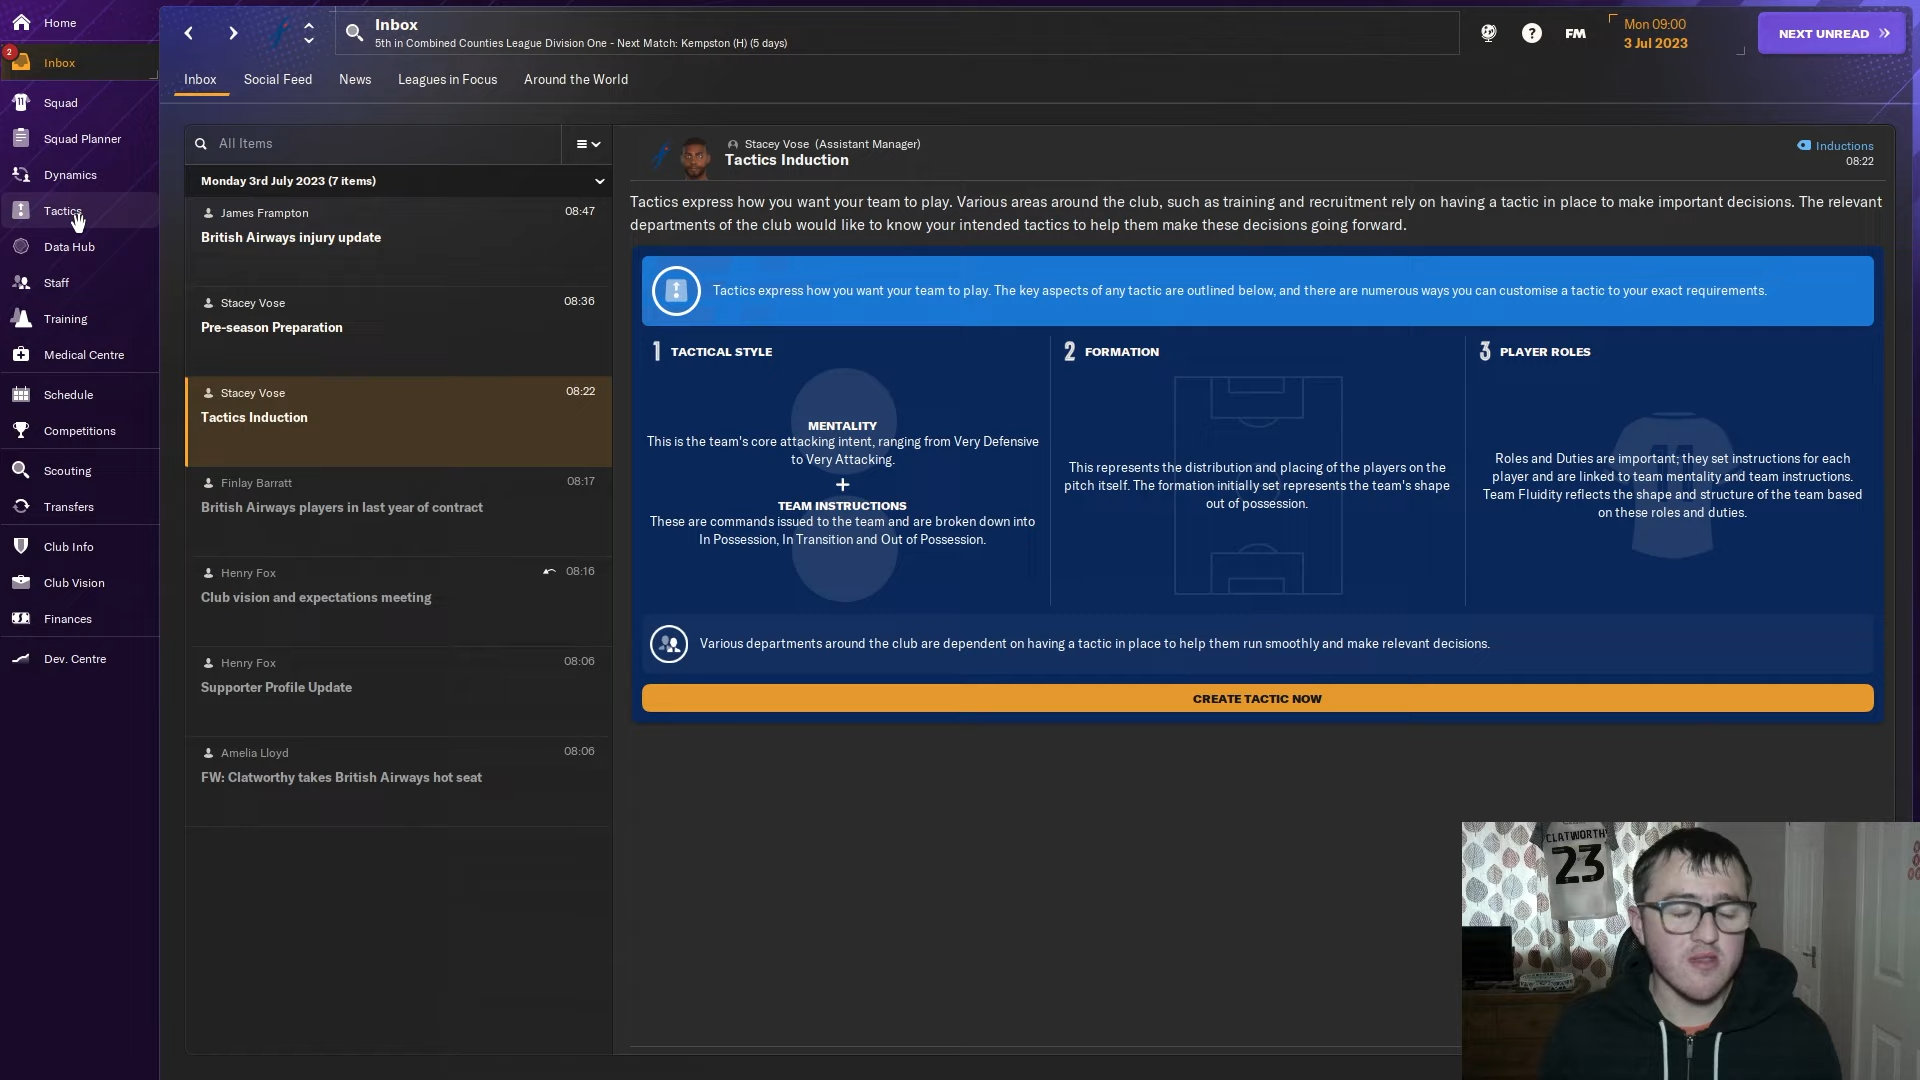 Home
2
Inbox
Squad
Squad Planner
Dynamics
Tactics
Data Hub
Staff
Training
Medical Centre
Schedule
Competitions
Scouting
Transfers
Club Info
Club Vision
Finances
Dev. Centre
Inbox
5th in Combined Counties League Division One - Next Match: Kempston (H) (5 days)
FM
Mon 09:00
3 Jul 2023
NEXT UNREAD
Inbox
Social Feed
News
Leagues in Focus
Around the World
All Items
Monday 3rd July 2023 (7 items)
James Frampton 08:47
British Airways injury update
Stacey Vose 08:36
Pre-season Preparation
Stacey Vose 08:22
Tactics Induction
Finlay Barratt 08:17
British Airways players in last year of contract
Henry Fox 08:16
Club vision and expectations meeting
Henry Fox 08:06
Supporter Profile Update
Amelia Lloyd 08:06
FW: Clatworthy takes British Airways hot seat
Stacey Vose (Assistant Manager)
Tactics Induction
Inductions
08:22
Tactics express how you want your team to play. Various areas around the club, such as training and recruitment rely on having a tactic in place to make important decisions. The relevant
departments of the club would like to know your intended tactics to help them make these decisions going forward.
Tactics express how you want your team to play. The key aspects of any tactic are outlined below, and there are numerous ways you can customise a tactic to your exact requirements.
1 TACTICAL STYLE
MENTALITY
This is the team's core attacking intent, ranging from Very Defensive
to Very Attacking.
+
TEAM INSTRUCTIONS
These are commands issued to the team and are broken down into
In Possession, In Transition and Out of Possession.
2 FORMATION
This represents the distribution and placing of the players on the
pitch itself. The formation initially set represents the team's shape
out of possession.
3 PLAYER ROLES
Roles and Duties are important; they set instructions for each
player and are linked to team mentality and team instructions.
Team Fluidity reflects the shape and structure of the team based
on these roles and duties.
Various departments around the club are dependent on having a tactic in place to help them run smoothly and make relevant decisions.
CREATE TACTIC NOW
CLATWORTHY
23